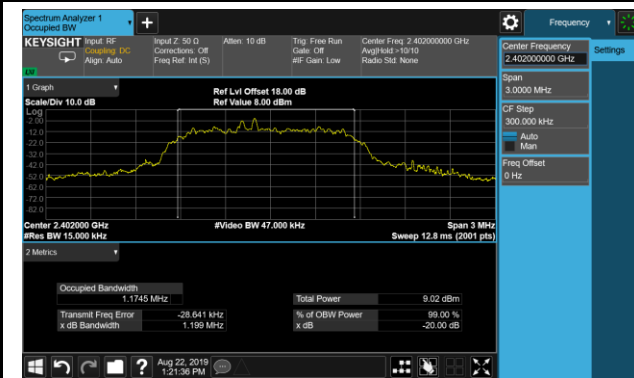 Spectrum Analyzer 1
Occupied BW
Frequency
KEYSIGHT
Input: RF
Coupling: DC
Align: Auto
Input Z: 50 Ω
Corrections: Off
Freq Ref: Int (S)
Atten: 10 dB
Trig: Free Run
Gate: Off
#IF Gain: Low
Center Freq: 2.402000000 GHz
Avg|Hold:>10/10
Radio Std: None
Center Frequency
2.402000000 GHz
Settings
Span
3.0000 MHz
CF Step
300.000 kHz
Auto
Man
Freq Offset
0 Hz
1 Graph
Scale/Div 10.0 dB
Ref Lvl Offset 18.00 dB
Ref Value 8.00 dBm
Log
-2.00
-12.0
-22.0
-32.0
-42.0
-52.0
-62.0
-72.0
-82.0
Center 2.402000 GHz
#Video BW 47.000 kHz
Span 3 MHz
#Res BW 15.000 kHz
Sweep 12.8 ms (2001 pts)
2 Metrics
Occupied Bandwidth
1.1745 MHz
Total Power
9.02 dBm
Transmit Freq Error
-28.641 kHz
% of OBW Power
99.00 %
x dB Bandwidth
1.199 MHz
x dB
-20.00 dB
Aug 22, 2019
1:21:36 PM